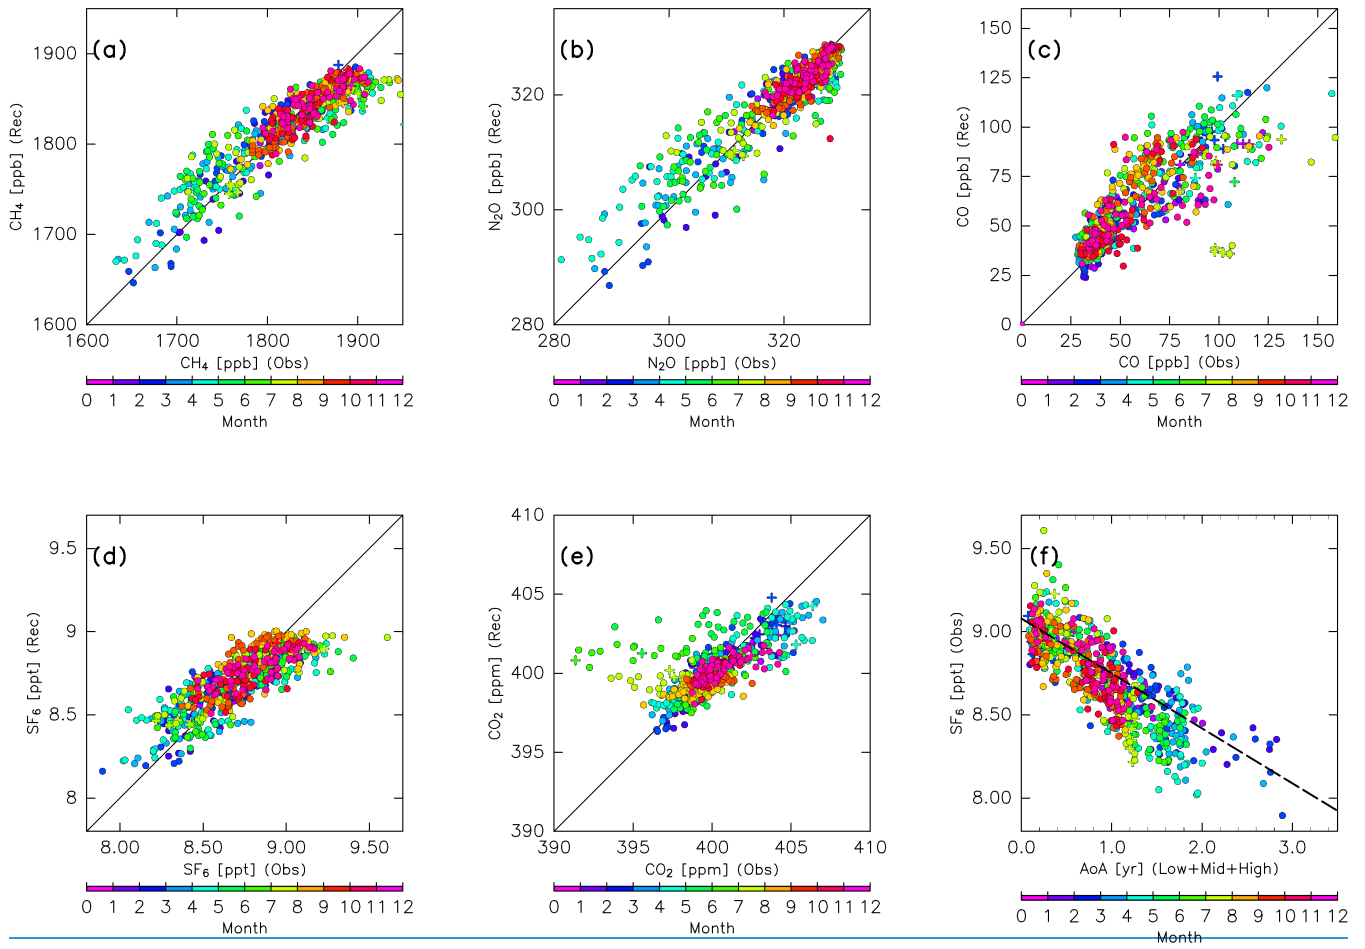 (a)
CH4 [ppb] (Rec)
1900
1800
1700
1600
1600 1700 1800 1900
CH4 [ppb] (Obs)
0 1 2 3 4 5 6 7 8 9 10 11 12
Month
(b)
N2O [ppb] (Rec)
320
300
280
280 300 320
N2O [ppb] (Obs)
0 1 2 3 4 5 6 7 8 9 10 11 12
Month
(c)
CO [ppb] (Rec)
150
125
100
75
50
25
0
0 25 50 75 100 125 150
CO [ppb] (Obs)
0 1 2 3 4 5 6 7 8 9 10 11 12
Month
(d)
SF6 [ppt] (Rec)
9.5
9
8.5
8
8.00 8.50 9.00 9.50
SF6 [ppt] (Obs)
0 1 2 3 4 5 6 7 8 9 10 11 12
Month
(e)
CO2 [ppm] (Rec)
410
405
400
395
390
390 395 400 405 410
CO2 [ppm] (Obs)
0 1 2 3 4 5 6 7 8 9 10 11 12
Month
(f)
SF6 [ppt] (Obs)
9.50
9.00
8.50
8.00
0.0 1.0 2.0 3.0
AoA [yr] (Low+Mid+High)
0 1 2 3 4 5 6 7 8 9 10 11 12
Month